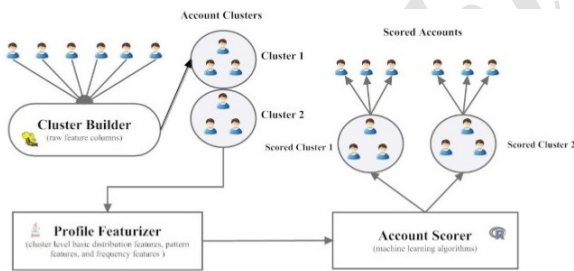 Account Clusters
Cluster 1
Cluster 2
Cluster Builder
(raw feature columns)
Scored Accounts
Scored Cluster 1
Scored Cluster 2
Profile Featurizer
(cluster level basic distribution features, pattern
features, and frequency features )
Account Scorer
(machine learning algorithms)
R